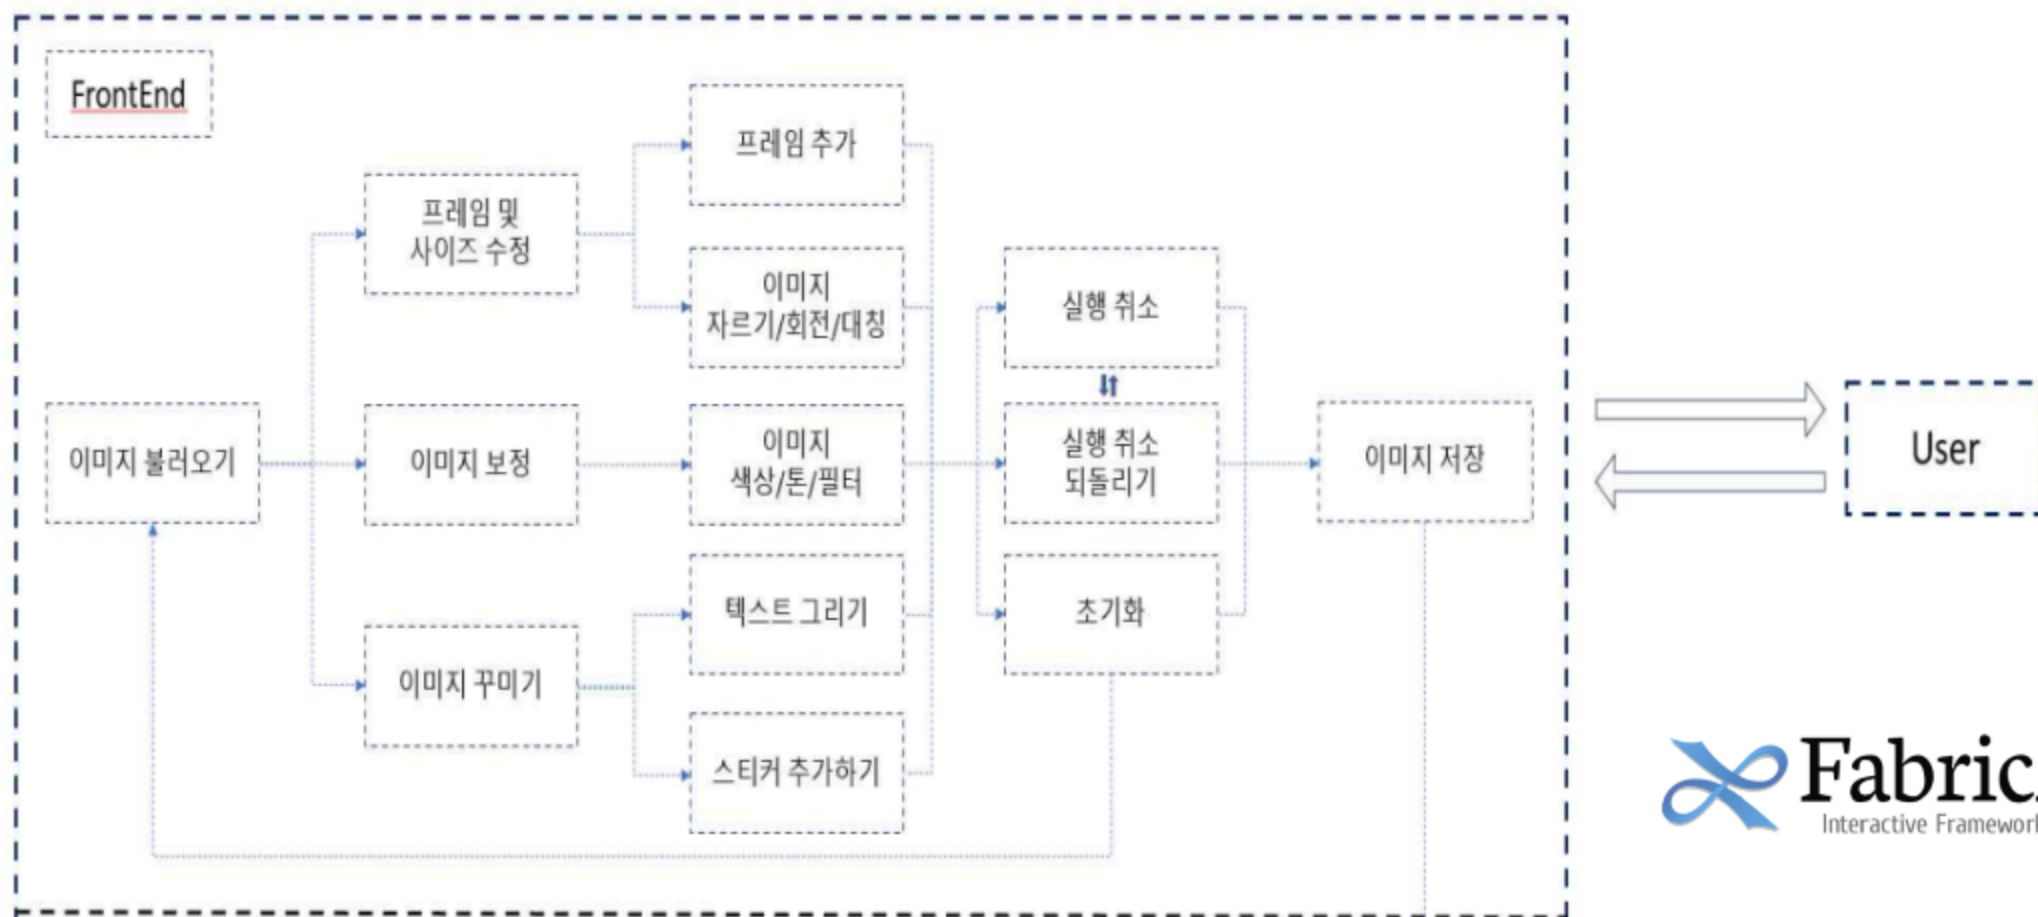 FrontEnd
프레임 추가
프레임 및
사이즈 수정
이미지
자르기/회전/대칭
실행 취소
이미지 불러오기
이미지 보정
이미지
색상/톤/필터
실행 취소
되돌리기
이미지 저장
User
텍스트 그리기
초기화
이미지 꾸미기
스티커 추가하기
Fabric
Interactive Framework